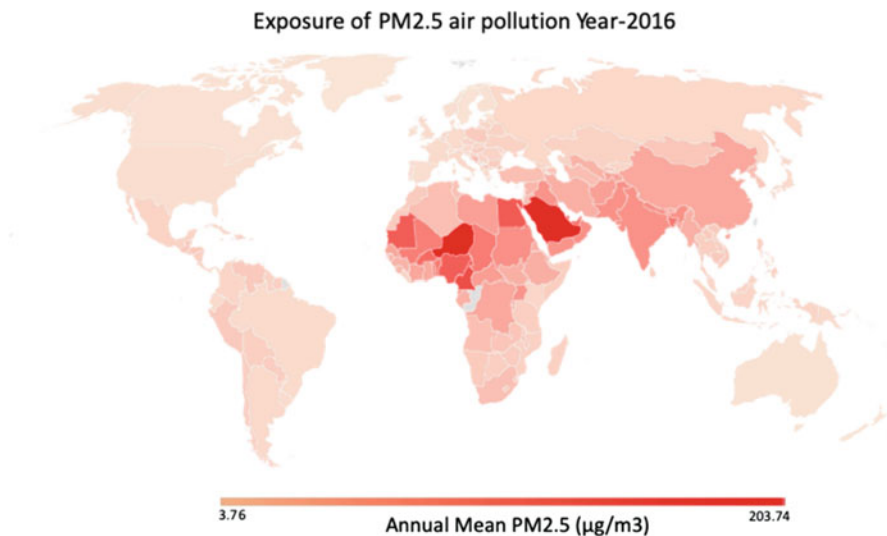 Exposure of PM2.5 air pollution Year-2016
3.76
203.74
Annual Mean PM2.5 (µg/m3)